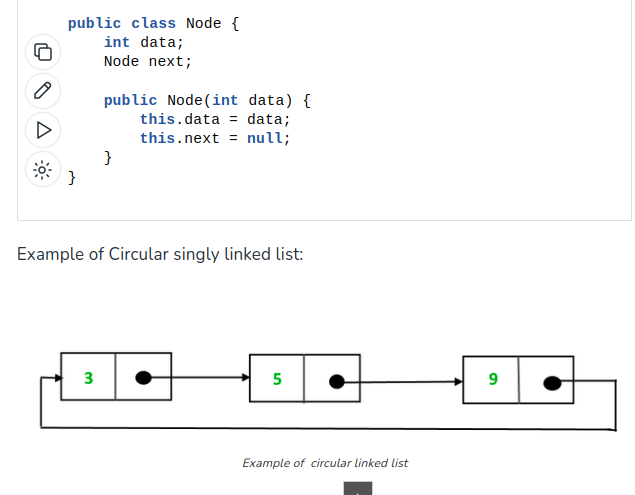 public class Node {
    int data;
    Node next;

    public Node(int data) {
        this.data = data;
        this.next = null;
    }
}
Example of Circular singly linked list:
3 5 9
Example of circular linked list